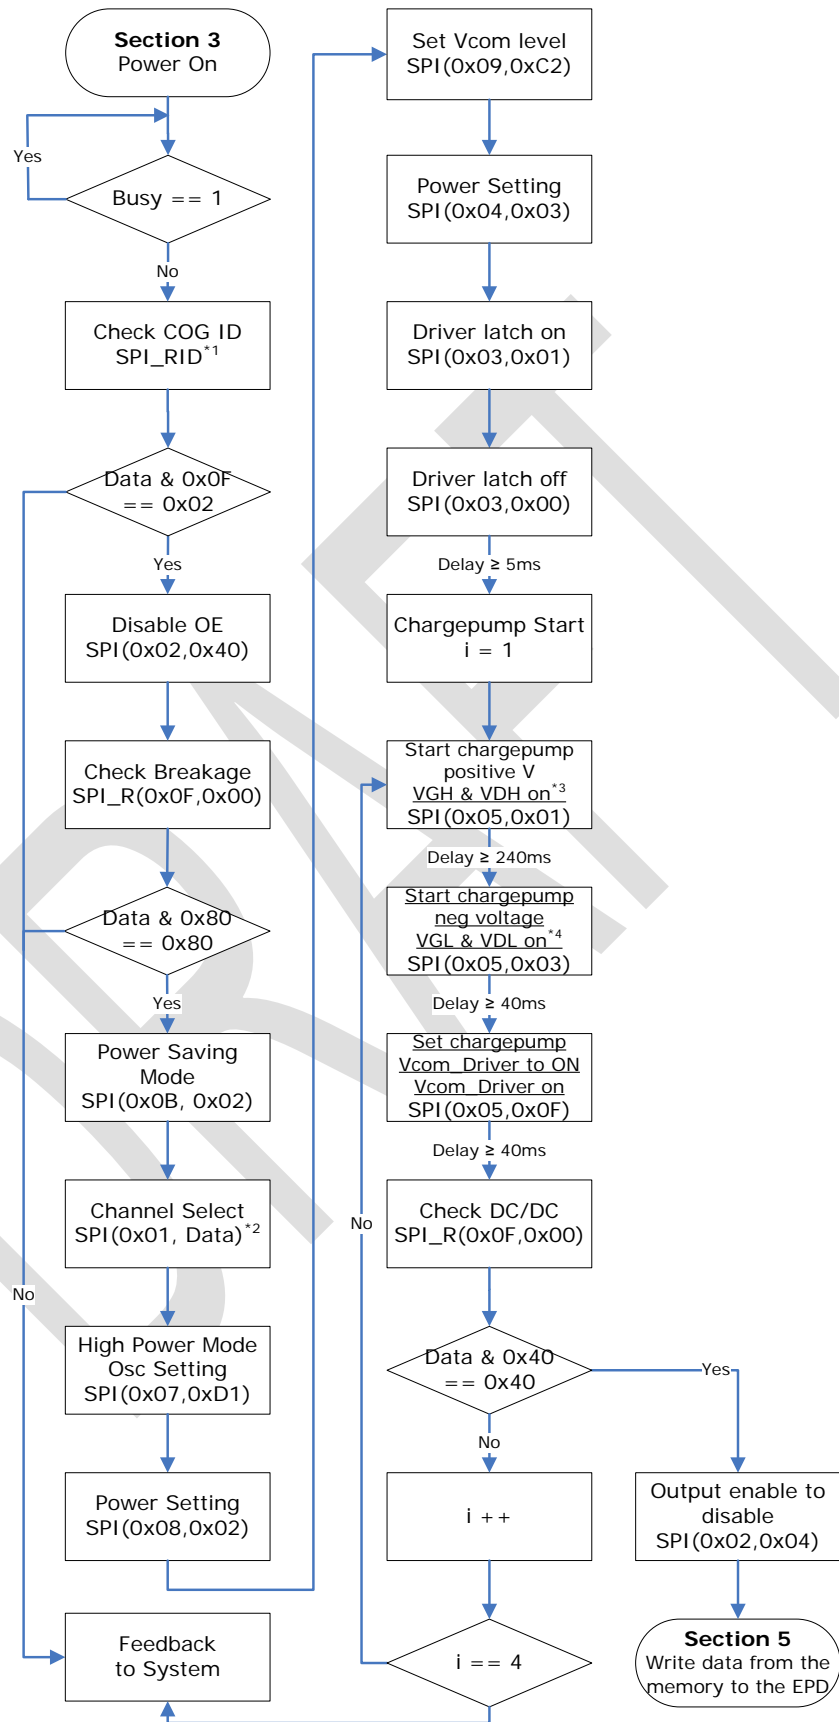 Section 3
Power On
Yes
Busy == 1
No
Check COG ID
SPI_RID*1
Data & 0x0F
== 0x02
Yes
Disable OE
SPI(0x02,0x40)
Check Breakage
SPI_R(0x0F,0x00)
Data & 0x80
== 0x80
Yes
Power Saving
Mode
SPI(0x0B, 0x02)
Channel Select
SPI(0x01, Data)*2
No
High Power Mode
Osc Setting
SPI(0x07,0xD1)
Power Setting
SPI(0x08,0x02)
Feedback
to System
Set Vcom level
SPI(0x09,0xC2)
Power Setting
SPI(0x04,0x03)
Driver latch on
SPI(0x03,0x01)
Driver latch off
SPI(0x03,0x00)
Delay ≥ 5ms
Chargepump Start
i = 1
Start chargepump
positive V
VGH & VDH on*3
SPI(0x05,0x01)
Delay ≥ 240ms
Start chargepump
neg voltage
VGL & VDL on*4
SPI(0x05,0x03)
Delay ≥ 40ms
Set chargepump
Vcom_Driver to ON
Vcom_Driver on
SPI(0x05,0x0F)
Delay ≥ 40ms
No
Check DC/DC
SPI_R(0x0F,0x00)
Data & 0x40
== 0x40
Yes
No
i ++
Output enable to
disable
SPI(0x02,0x04)
i == 4
Section 5
Write data from the
memory to the EPD
DRAFT